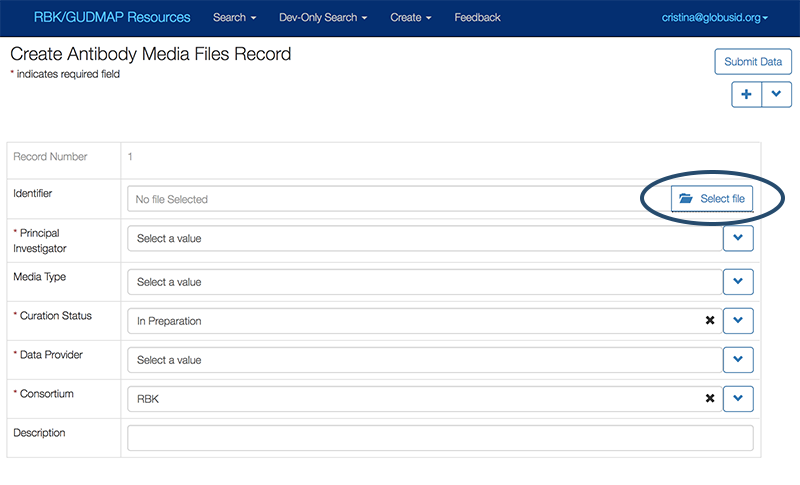 RBK/GUDMAP Resources Search Dev-Only Search Create Feedback cristina@globusid.org
Create Antibody Media Files Record
* indicates required field
Submit Data
Record Number 1
Identifier No file Selected Select file
* Principal Investigator Select a value
Media Type Select a value
* Curation Status In Preparation
* Data Provider Select a value
* Consortium RBK
Description